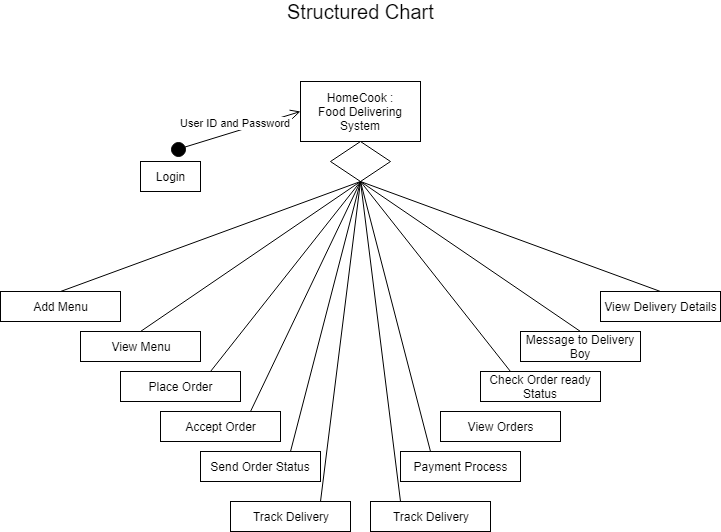 Structured Chart
HomeCook :
Food Delivering
System
User ID and Password
Login
Add Menu
View Delivery Details
View Menu
Message to Delivery
Boy
Place Order
Check Order ready
Status
Accept Order
View Orders
Send Order Status
Payment Process
Track Delivery
Track Delivery